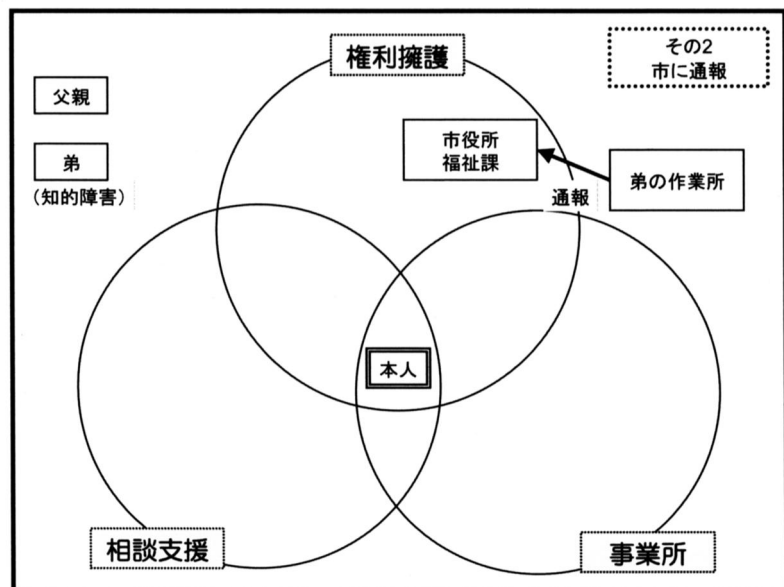 権利擁護
その2
市に通報
父親
市役所
福祉課
弟
(知的障害)
弟の作業所
通報
本人
相談支援
事業所